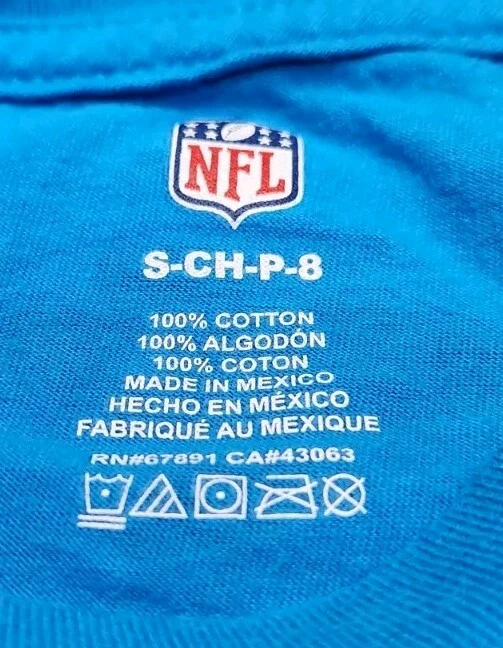 NFL
S-CH-P-8
100% COTTON
100% ALGODÓN
100% COTON
MADE IN MEXICO
HECHO EN MÉXICO
FABRIQUÉ AU MEXIQUE
RN#67891 CA#43063